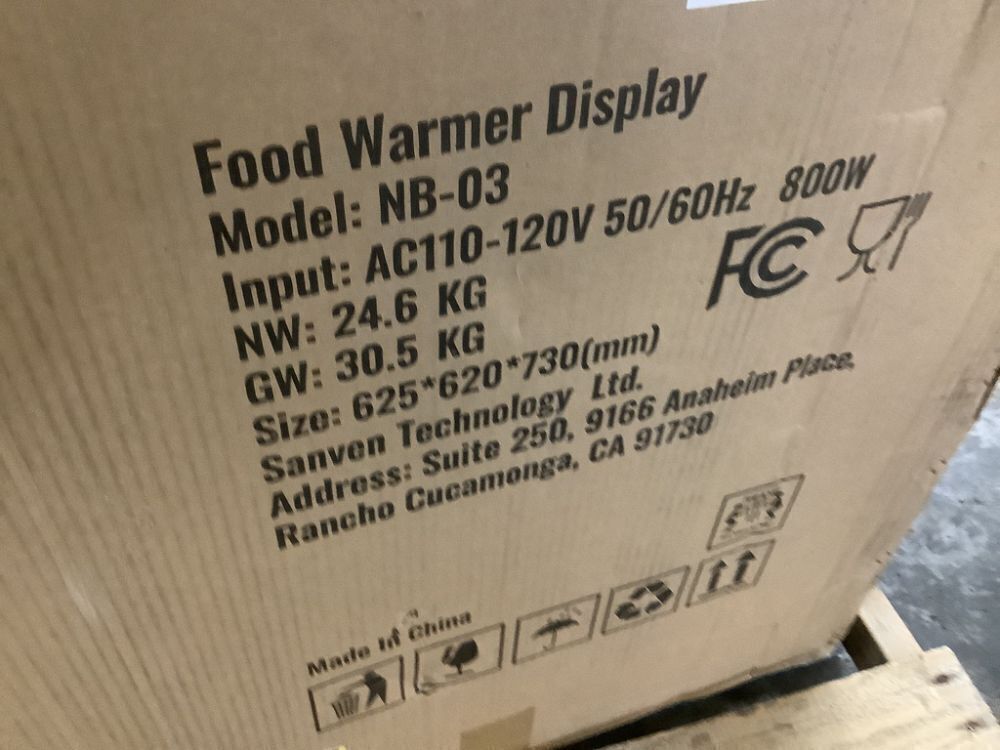 Food Warmer Display
Model: NB-03
Input: AC110-120V 50/60Hz 800W
NW: 24.6 KG
GW: 30.5 KG
FC
Size: 625*620*730(mm)
Sanven Technology Ltd.
Address: Suite 250, 9166 Anaheim Place,
Rancho Cucamonga, CA 91730
Made In China